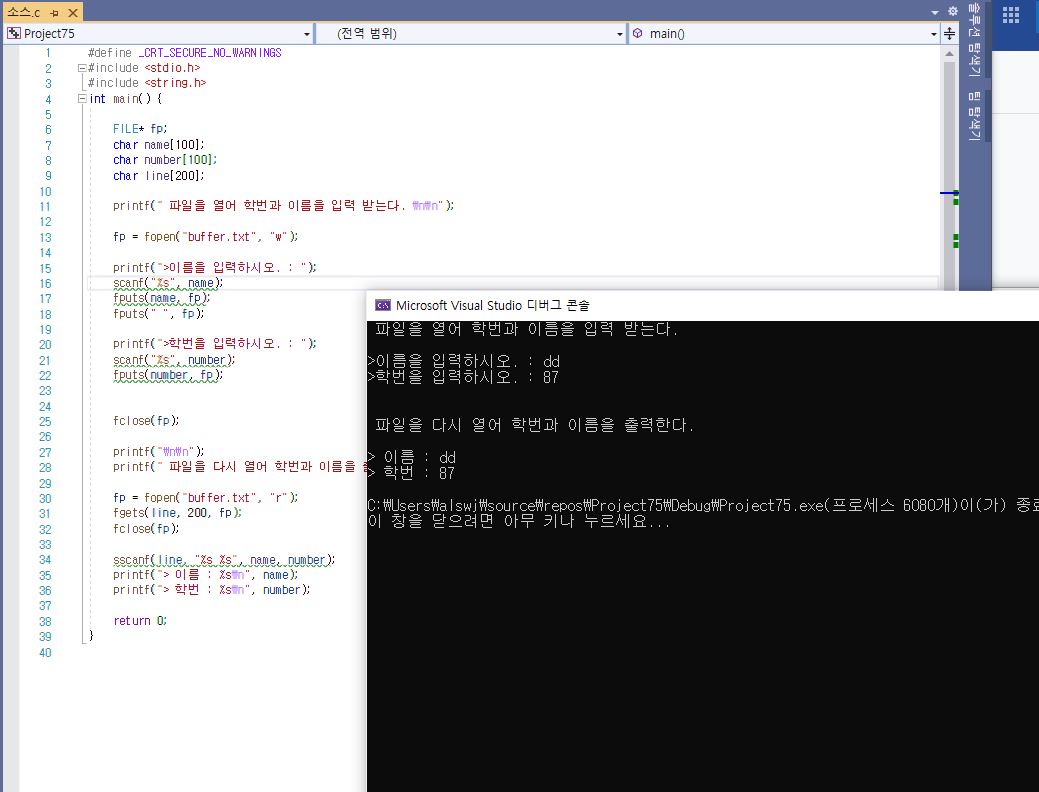 소스.c
Project75
(전역 범위)
main()
솔루션 탐색기
팀 탐색기
1 #define _CRT_SECURE_NO_WARNINGS
2 #include <stdio.h>
3 #include <string.h>
4 int main() {
5
6 FILE* fp;
7 char name[100];
8 char number[100];
9 char line[200];
10
11 printf(" 파일을 열어 학번과 이름을 입력 받는다. ₩n₩n");
12
13 fp = fopen("buffer.txt", "w");
14
15 printf(">이름을 입력하시오. : ");
16 scanf("%s", name);
17 fputs(name, fp);
18 fputs(" ", fp);
19
20 printf(">학번을 입력하시오. : ");
21 scanf("%s", number);
22 fputs(number, fp);
23
24
25 fclose(fp);
26
27 printf("₩n₩n");
28 printf(" 파일을 다시 열어 학번과 이름을
29
30 fp = fopen("buffer.txt", "r");
31 fgets(line, 200, fp);
32 fclose(fp);
33
34 sscanf(line, "%s %s", name, number);
35 printf("> 이름 : %s₩n", name);
36 printf("> 학번 : %s₩n", number);
37
38 return 0;
39 }
40
Microsoft Visual Studio 디버그 콘솔
파일을 열어 학번과 이름을 입력 받는다.
>이름을 입력하시오. : dd
>학번을 입력하시오. : 87
파일을 다시 열어 학번과 이름을 출력한다.
> 이름 : dd
> 학번 : 87
C:₩Users₩alswj₩source₩repos₩Project75₩Debug₩Project75.exe(프로세스 6080개)이(가) 종료
이 창을 닫으려면 아무 키나 누르세요...